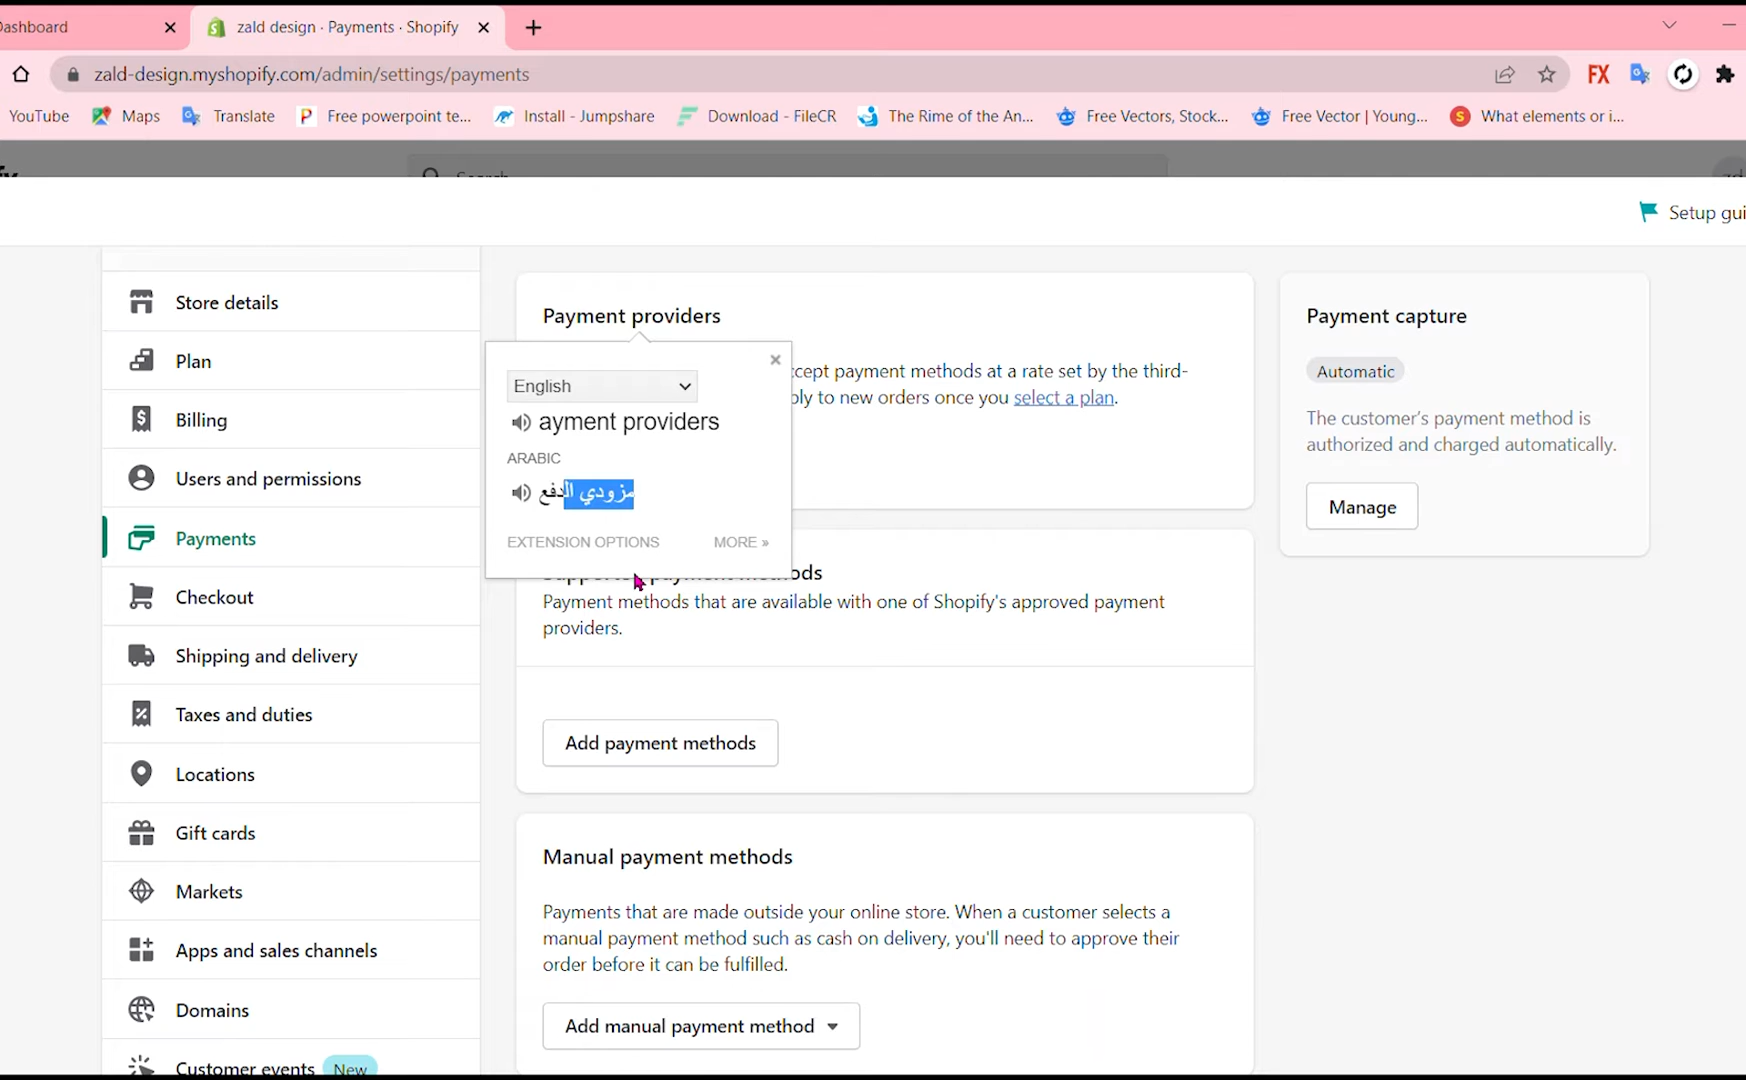 ashboard
zald design · Payments · Shopify
zald-design.myshopify.com/admin/settings/payments
FX
YouTube
Maps
Translate
Free powerpoint te...
Install - Jumpshare
Download - FileCR
The Rime of the An...
Free Vectors, Stock...
Free Vector | Young...
What elements or i...
Search
Setup gui
Store details
Plan
Billing
Users and permissions
Payments
Checkout
Shipping and delivery
Taxes and duties
Locations
Gift cards
Markets
Apps and sales channels
Domains
Customer events New
Payment providers
ccept payment methods at a rate set by the third-
ply to new orders once you select a plan.
English
ayment providers
ARABIC
مزودي الدفع
EXTENSION OPTIONS
MORE »
Supported payment methods
Payment methods that are available with one of Shopify's approved payment
providers.
Add payment methods
Manual payment methods
Payments that are made outside your online store. When a customer selects a
manual payment method such as cash on delivery, you'll need to approve their
order before it can be fulfilled.
Add manual payment method
Payment capture
Automatic
The customer's payment method is
authorized and charged automatically.
Manage